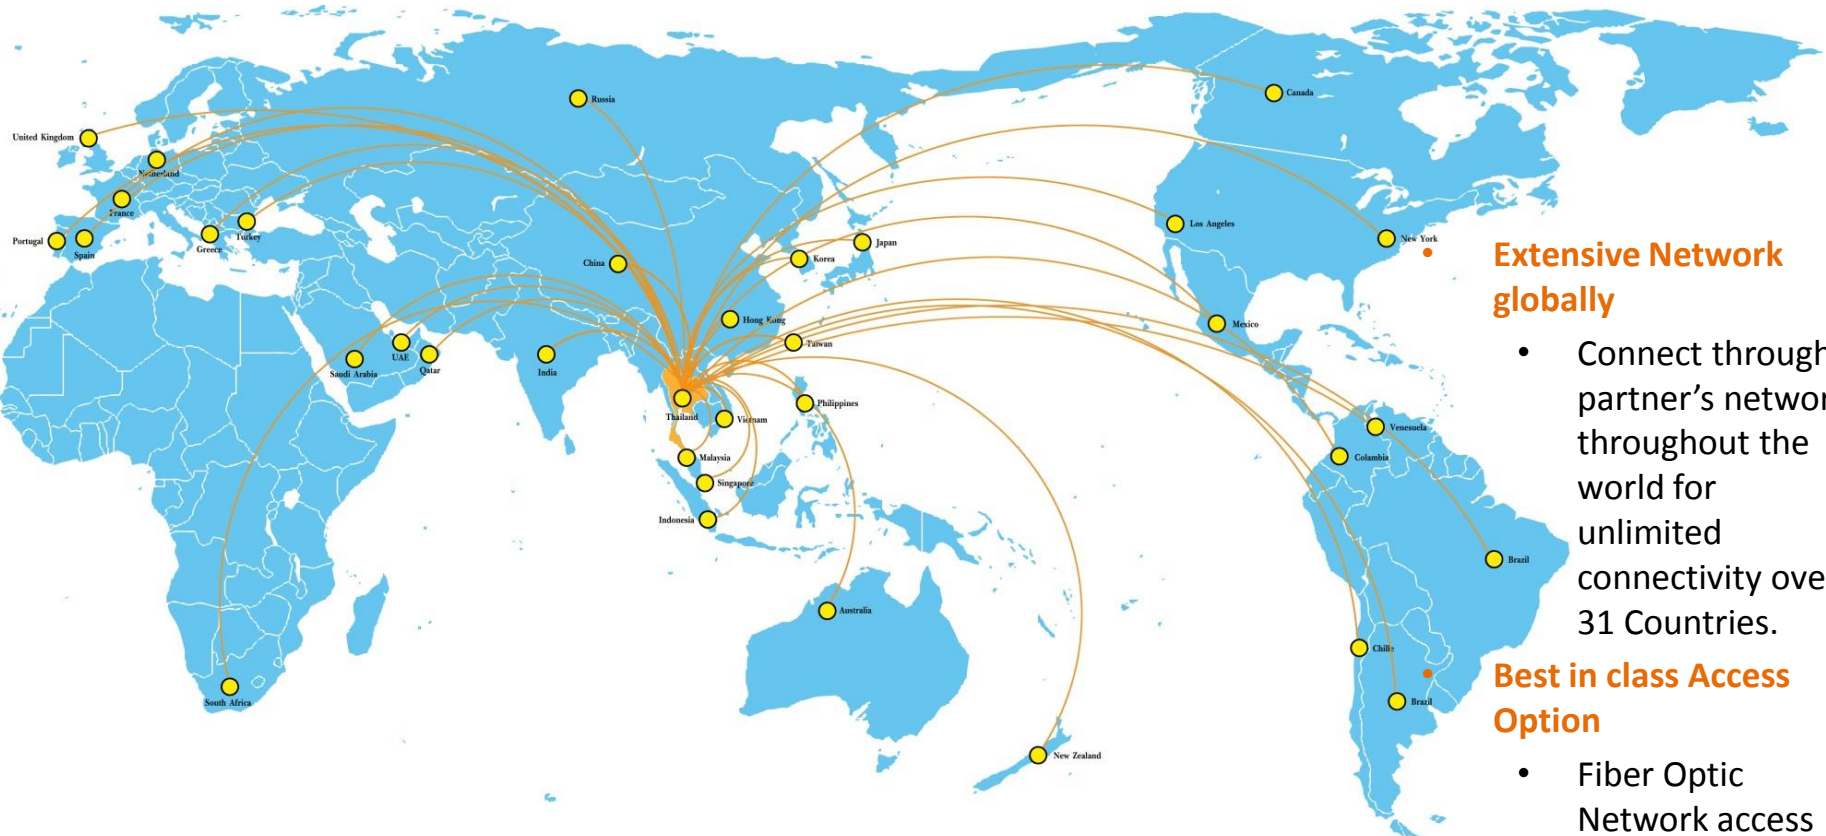 Russia
Canada
United Kingdom
Netherland
France
Portugal
Spain
Greece
Turkey
China
Korea
Japan
Los Angeles
New York
Hong Kong
Taiwan
Mexico
Saudi Arabia
UAE
Qatar
India
Thailand
Vietnam
Philippines
Malaysia
Singapore
Indonesia
Venesuela
Colambia
Brazil
Australia
Chile
Brazil
South Africa
New Zealand
• Extensive Network
globally
• Connect through
partner’s networ
throughout the
world for
unlimited
connectivity ove
31 Countries.
• Best in class Access
Option
• Fiber Optic
Network access